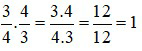 3/4 . 4/3 = 3.4/4.3 = 12/12 = 1